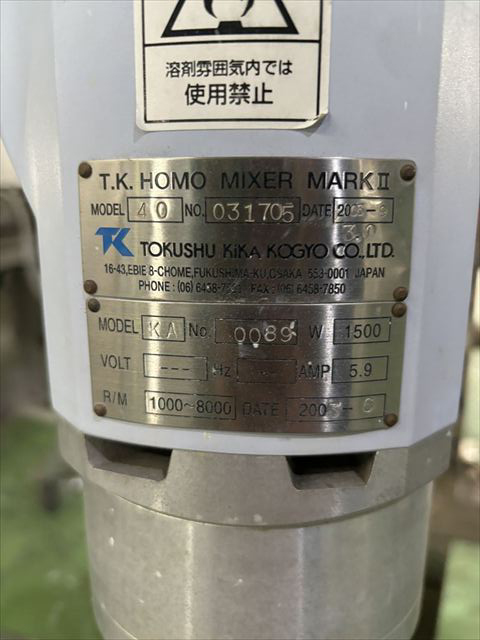 溶剤雰囲気内では
使用禁止
T.K. HOMO MIXER MARK II
MODEL 40 NO. 031705 DATE
TK TOKUSHU KIKA KOGYO CO., LTD.
16-43, EBIE 8-CHOME, FUKUSHIMA-KU, OSAKA 553-0001 JAPAN
PHONE : (06) FAX : (06) 6458-7850
MODEL KA No. 0089 W 1500
VOLT --- Hz AMP 5.9
R/M 1000~8000 DATE